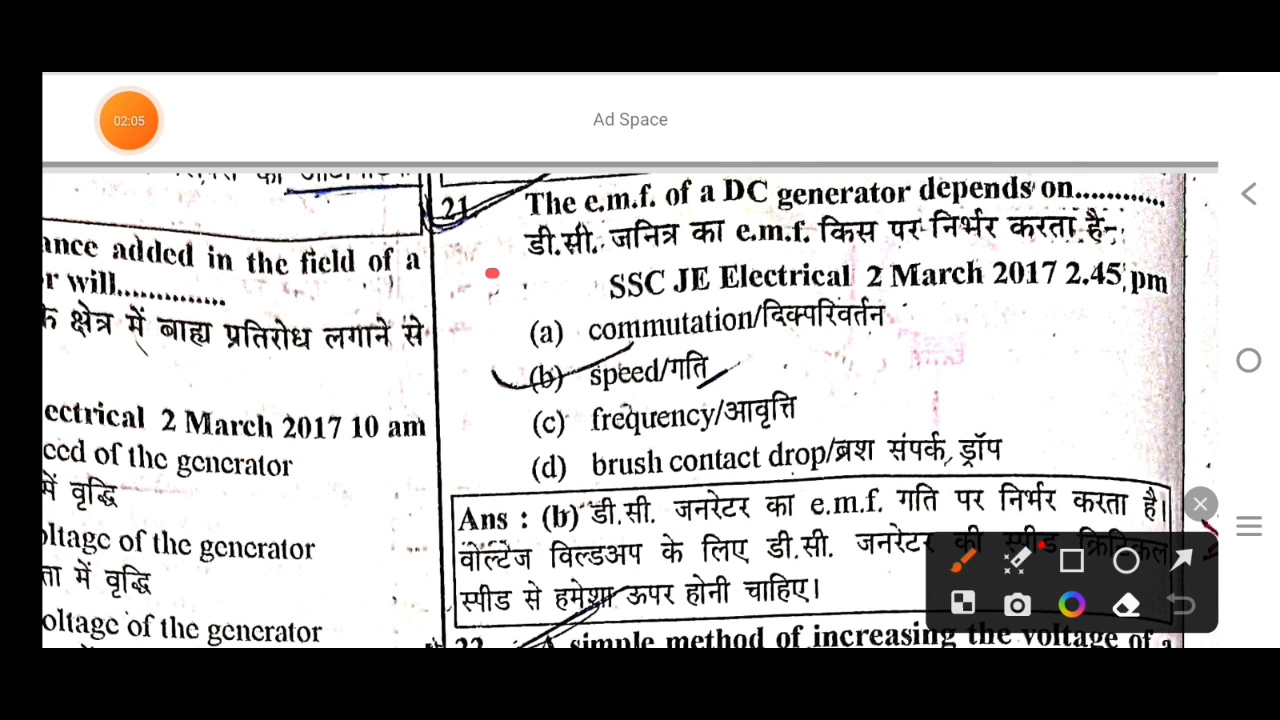 02:05
Ad Space
ance added in the field of a
r will..............
के क्षेत्र में बाह्य प्रतिरोध लगाने से
ectrical 2 March 2017 10 am
eed of the generator
में वृद्धि
oltage of the generator
ता में वृद्धि
oltage of the generator
21.
The e.m.f. of a DC generator depends on............
डी.सी. जनित्र का e.m.f. किस पर निर्भर करता है-
SSC JE Electrical 2 March 2017 2.45 pm
(a) commutation/दिक्परिवर्तन
(b) speed/गति
(c) frequency/आवृत्ति
(d) brush contact drop/ब्रश संपर्क ड्रॉप
Ans : (b) डी.सी. जनरेटर का e.m.f. गति पर निर्भर करता है।
वोल्टेज विल्डअप के लिए डी.सी. जनरेटर की स्पीड क्रिटिकल
स्पीड से हमेशा ऊपर होनी चाहिए।
22. A simple method of increasing the voltage of a